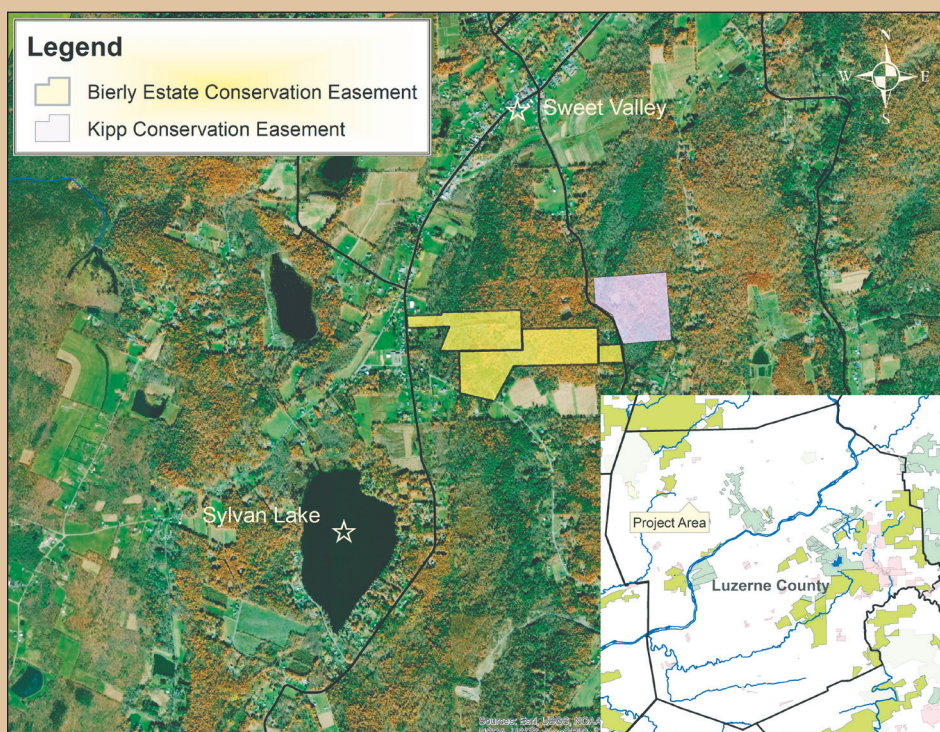 Legend
Bierly Estate Conservation Easement
Kipp Conservation Easement
N
W E
S
Sweet Valley
Sylvan Lake
Project Area
Luzerne County
Sources: Esri, USGS, NOAA